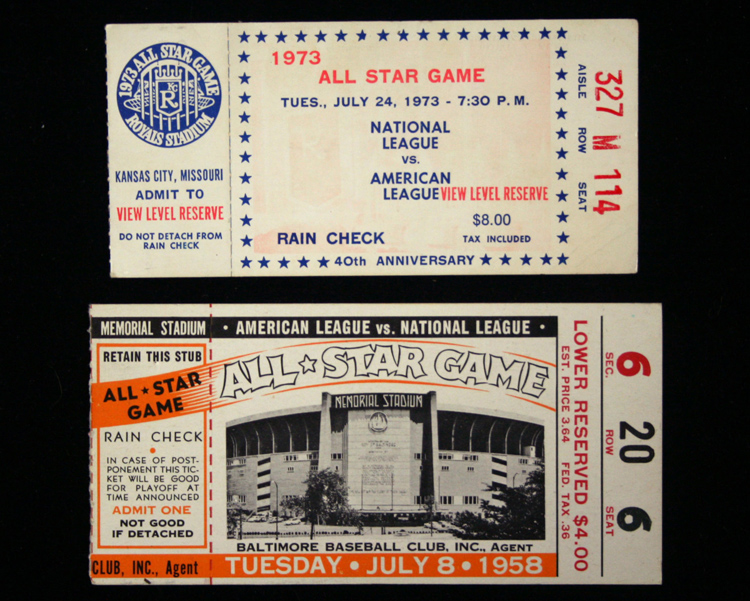 1973 ALL STAR GAME
KC
R
ROYALS STADIUM
KANSAS CITY, MISSOURI
ADMIT TO
VIEW LEVEL RESERVE
DO NOT DETACH FROM
RAIN CHECK
1973
ALL STAR GAME
TUES., JULY 24, 1973 - 7:30 P.M.
NATIONAL
LEAGUE
vs.
AMERICAN
LEAGUE VIEW LEVEL RESERVE
$8.00
RAIN CHECK TAX INCLUDED
40th ANNIVERSARY
AISLE 327
ROW M
SEAT 114
MEMORIAL STADIUM
RETAIN THIS STUB
ALL ★ STAR
GAME
RAIN CHECK
IN CASE OF POST-
PONEMENT THIS TIC-
KET WILL BE GOOD
FOR PLAYOFF AT
TIME ANNOUNCED
ADMIT ONE
NOT GOOD
IF DETACHED
CLUB, INC., Agent
• AMERICAN LEAGUE vs. NATIONAL LEAGUE •
ALL ★ STAR GAME
MEMORIAL STADIUM
BALTIMORE BASEBALL CLUB, INC., Agent
TUESDAY • JULY 8 • 1958
LOWER RESERVED $4.00
EST. PRICE 3.64 FED. TAX .36
SEC. 6
ROW 20
SEAT 6